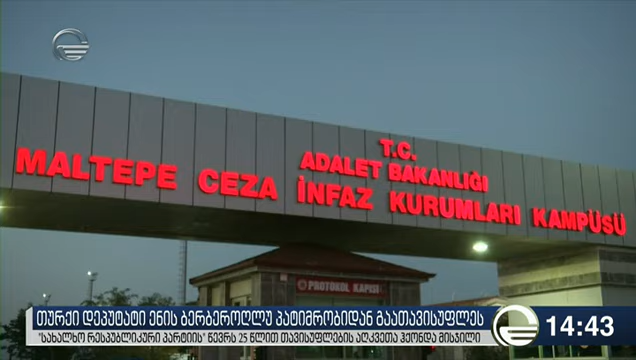 T.C.
ADALET BAKANLIĞI
MALTEPE CEZA İNFAZ KURUMLARI KAMPÜSÜ
PROTOKOL KAPISI
თურქი დეპუტატი ენის ბერბეროღლუ პატიმრობიდან გაათავისუფლეს
"სახალხო რესპუბლიკური პარტიის" წევრს 25 წლით თავისუფლების აღკვეთა ჰქონდა მისჯილი
14:43